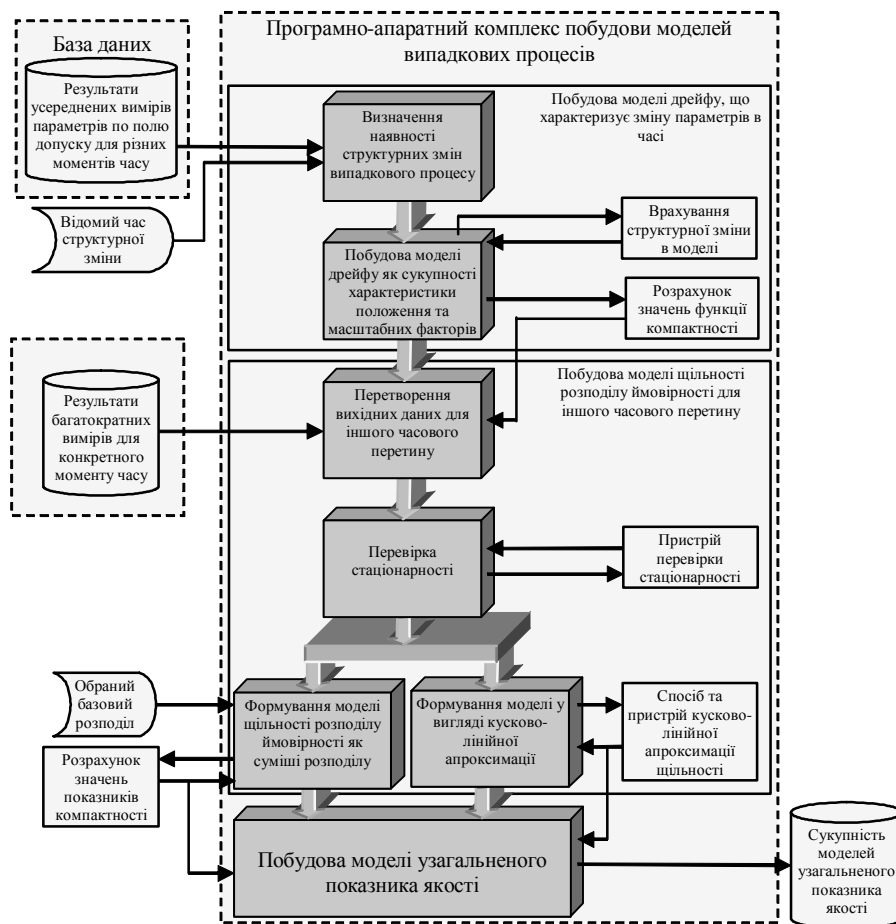 Програмно-апаратний комплекс побудови моделей
випадкових процесів
База даних
Результати
усереднених вимірів
параметрів по полю
допуску для різних
моментів часу
Визначення
наявності
структурних змін
випадкового процесу
Побудова моделі дрейфу, що
характеризує зміну параметрів в
часі
Відомий час
структурної
зміни
Побудова моделі
дрейфу як сукупності
характеристики
положення та
масштабних факторів
Врахування
структурної зміни
в моделі
Розрахунок
значень функції
компактності
Результати
багатократних
вимірів для
конкретного
моменту часу
Перетворення
вихідних даних для
іншого часового
перетину
Побудова моделі щільності
розподілу ймовірності для
іншого часового перетину
Перевірка
стаціонарності
Пристрій
перевірки
стаціонарності
Обраний
базовий
розподіл
Формування моделі
щільності розподілу
ймовірності як
суміші розподілу
Формування моделі у
вигляді кусково-
лінійної
апроксимації
Спосіб та
пристрій кусково-
лінійної
апроксимації
щільності
Розрахунок
значень
показників
компактності
Побудова моделі узагальненого
показника якості
Сукупність
моделей
узагальненого
показника
якості